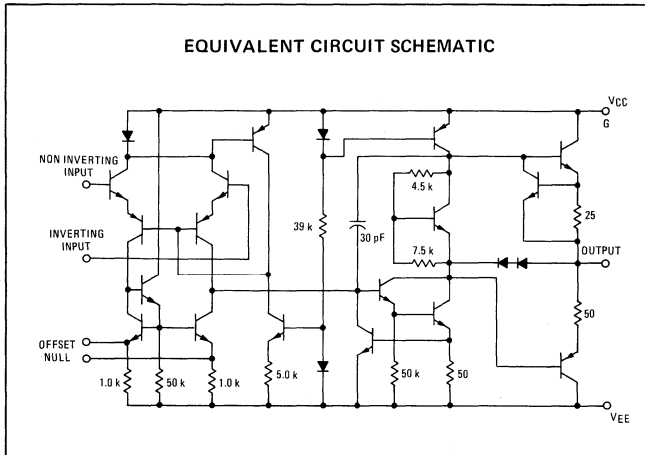 EQUIVALENT CIRCUIT SCHEMATIC
VCC
G
NON INVERTING
INPUT
4.5 k
25
39 k
30 pF
INVERTING
INPUT
7.5 k
OUTPUT
50
OFFSET
NULL
1.0 k
50 k
1.0 k
5.0 k
50 k
50
VEE